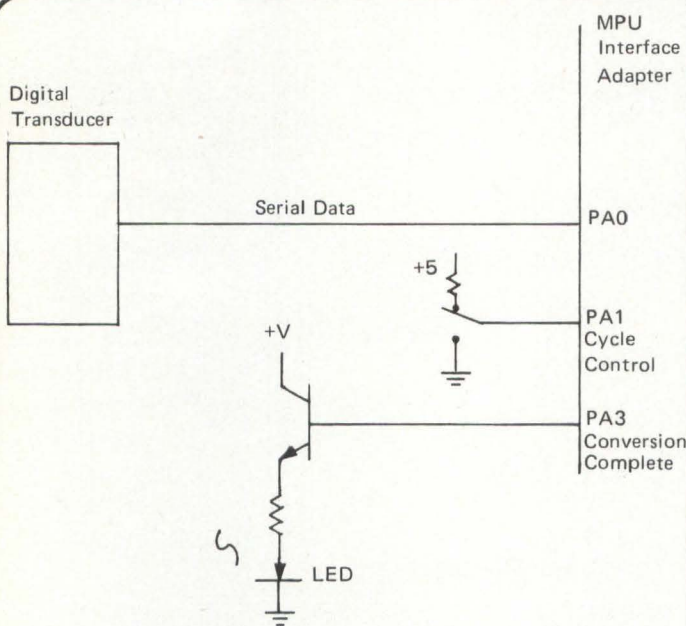 MPU
Interface
Adapter
Digital
Transducer
Serial Data
PA0
+5
PA1
Cycle
Control
+V
PA3
Conversion
Complete
LED